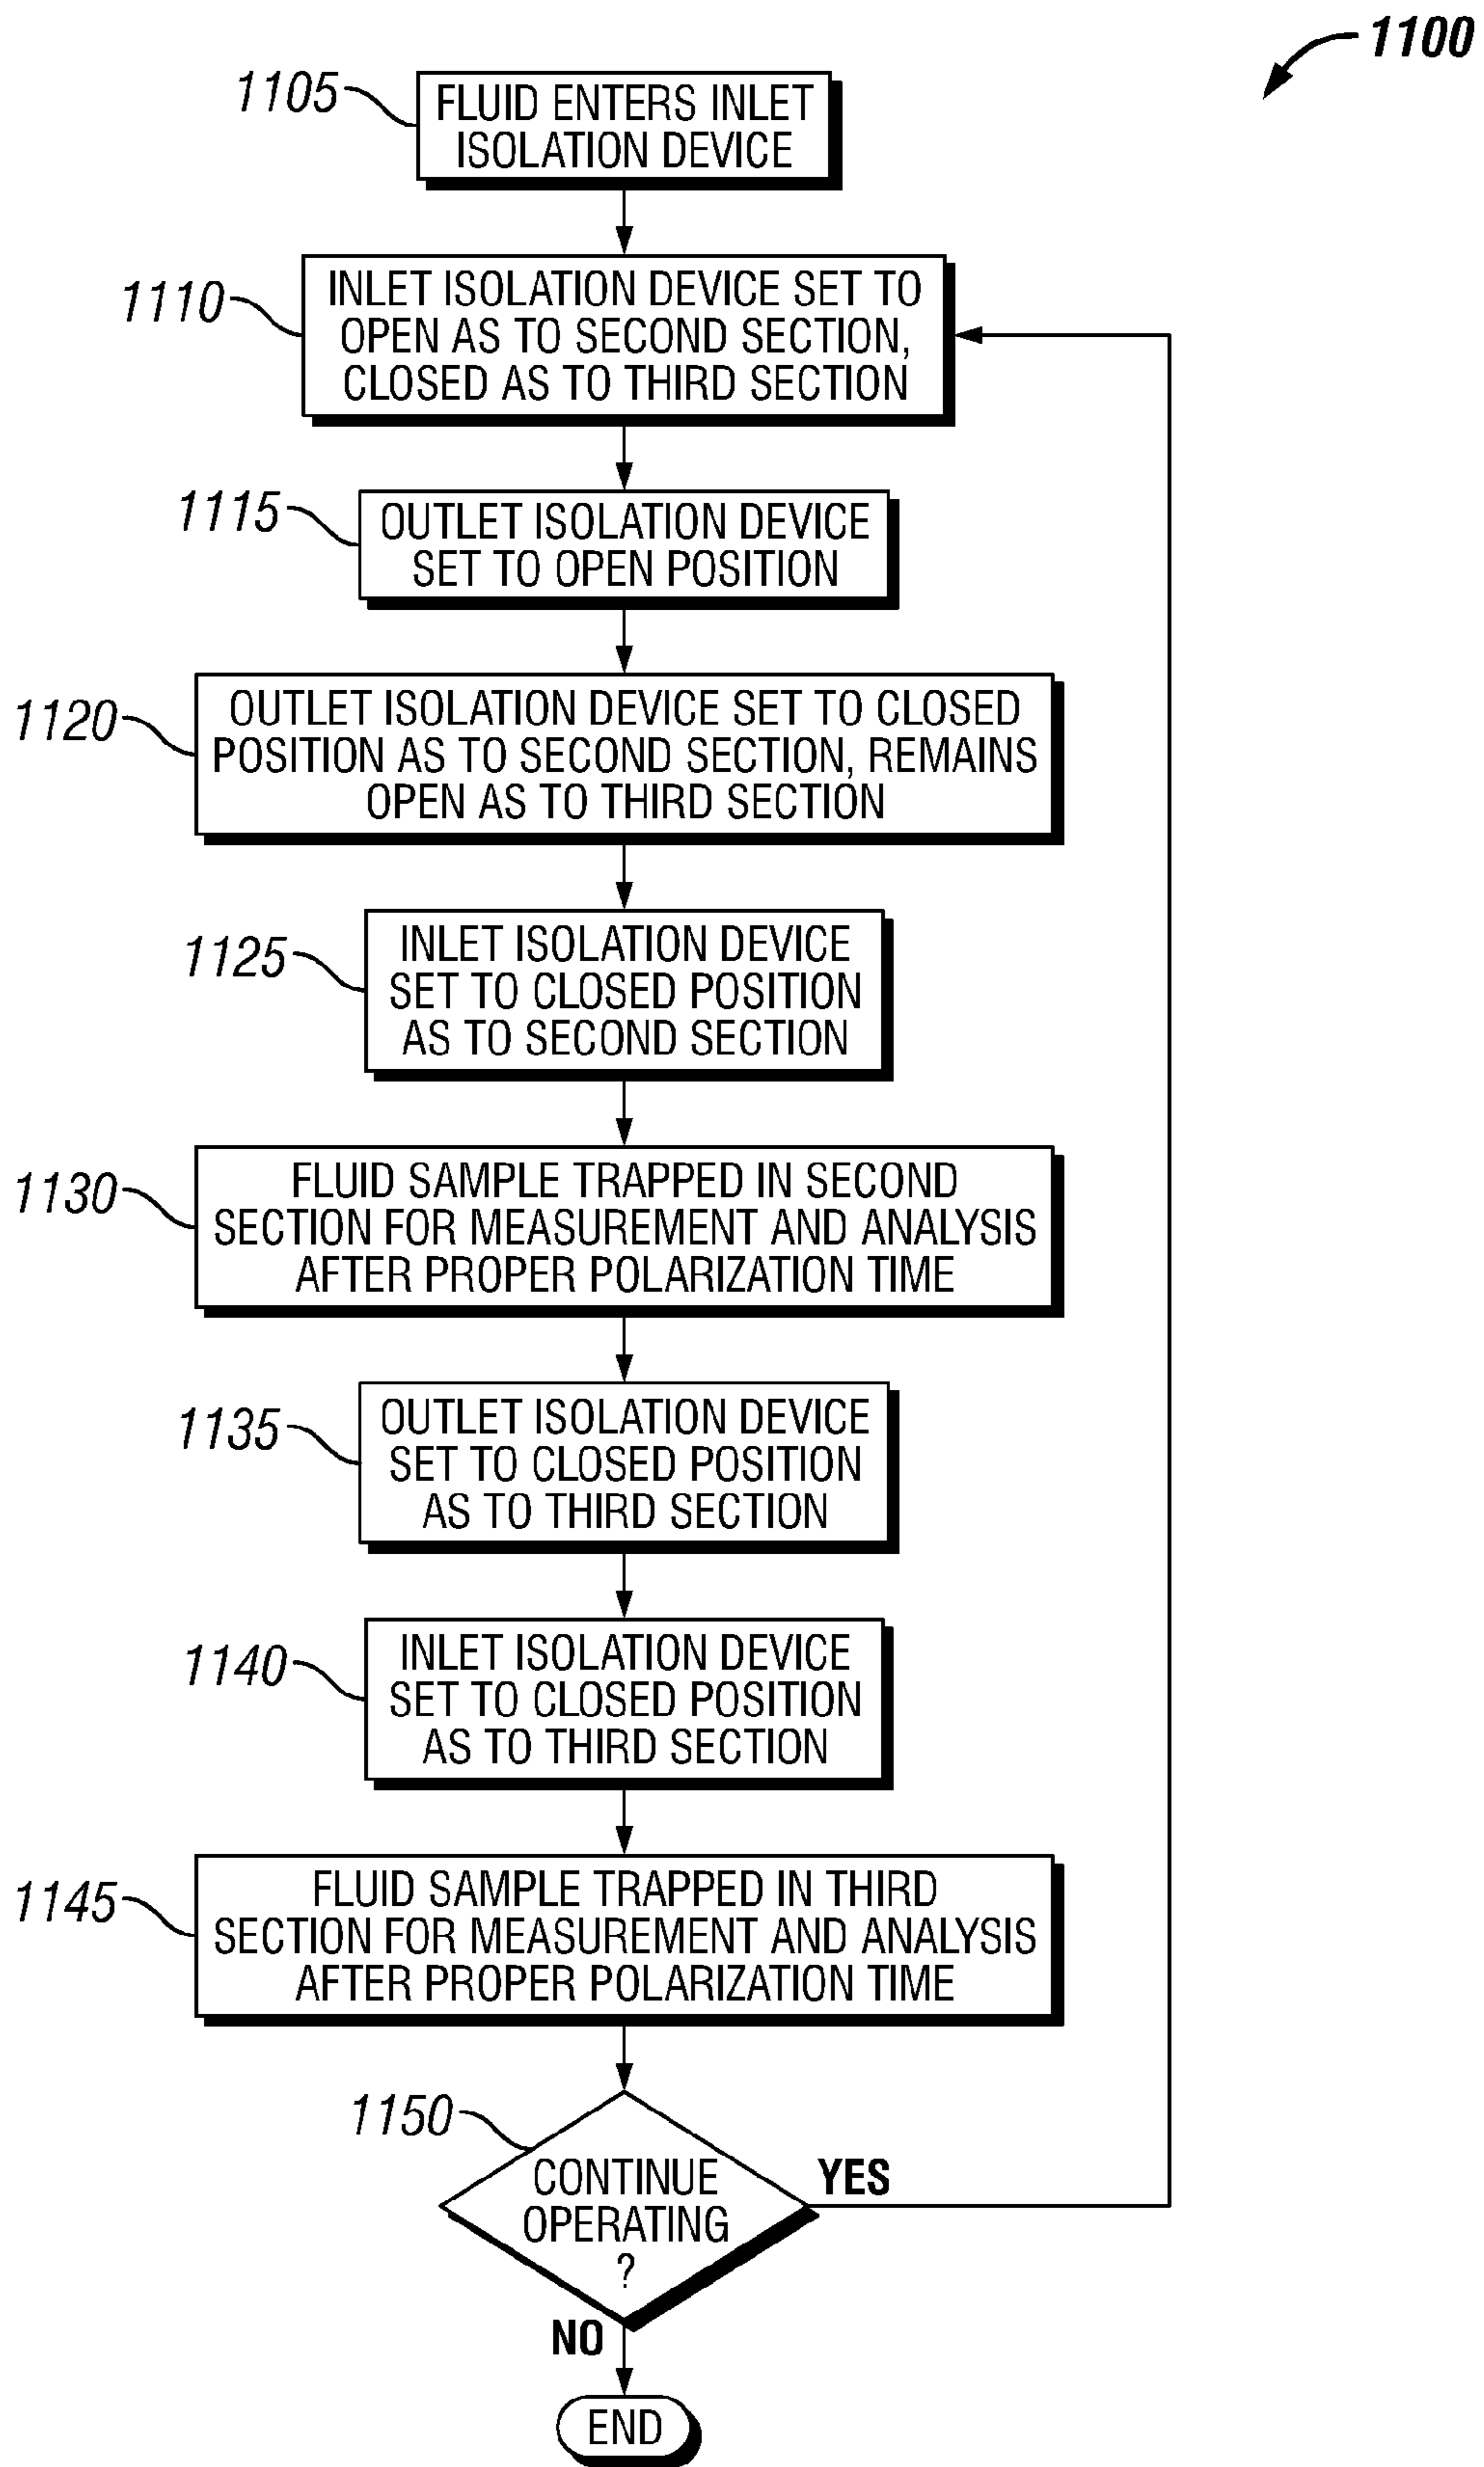 1100
1105
FLUID ENTERS INLET
ISOLATION DEVICE
1110
INLET ISOLATION DEVICE SET TO
OPEN AS TO SECOND SECTION,
CLOSED AS TO THIRD SECTION
1115
OUTLET ISOLATION DEVICE
SET TO OPEN POSITION
1120
OUTLET ISOLATION DEVICE SET TO CLOSED
POSITION AS TO SECOND SECTION, REMAINS
OPEN AS TO THIRD SECTION
1125
INLET ISOLATION DEVICE
SET TO CLOSED POSITION
AS TO SECOND SECTION
1130
FLUID SAMPLE TRAPPED IN SECOND
SECTION FOR MEASUREMENT AND ANALYSIS
AFTER PROPER POLARIZATION TIME
1135
OUTLET ISOLATION DEVICE
SET TO CLOSED POSITION
AS TO THIRD SECTION
1140
INLET ISOLATION DEVICE
SET TO CLOSED POSITION
AS TO THIRD SECTION
1145
FLUID SAMPLE TRAPPED IN THIRD
SECTION FOR MEASUREMENT AND ANALYSIS
AFTER PROPER POLARIZATION TIME
1150
CONTINUE
OPERATING
?
YES
NO
END